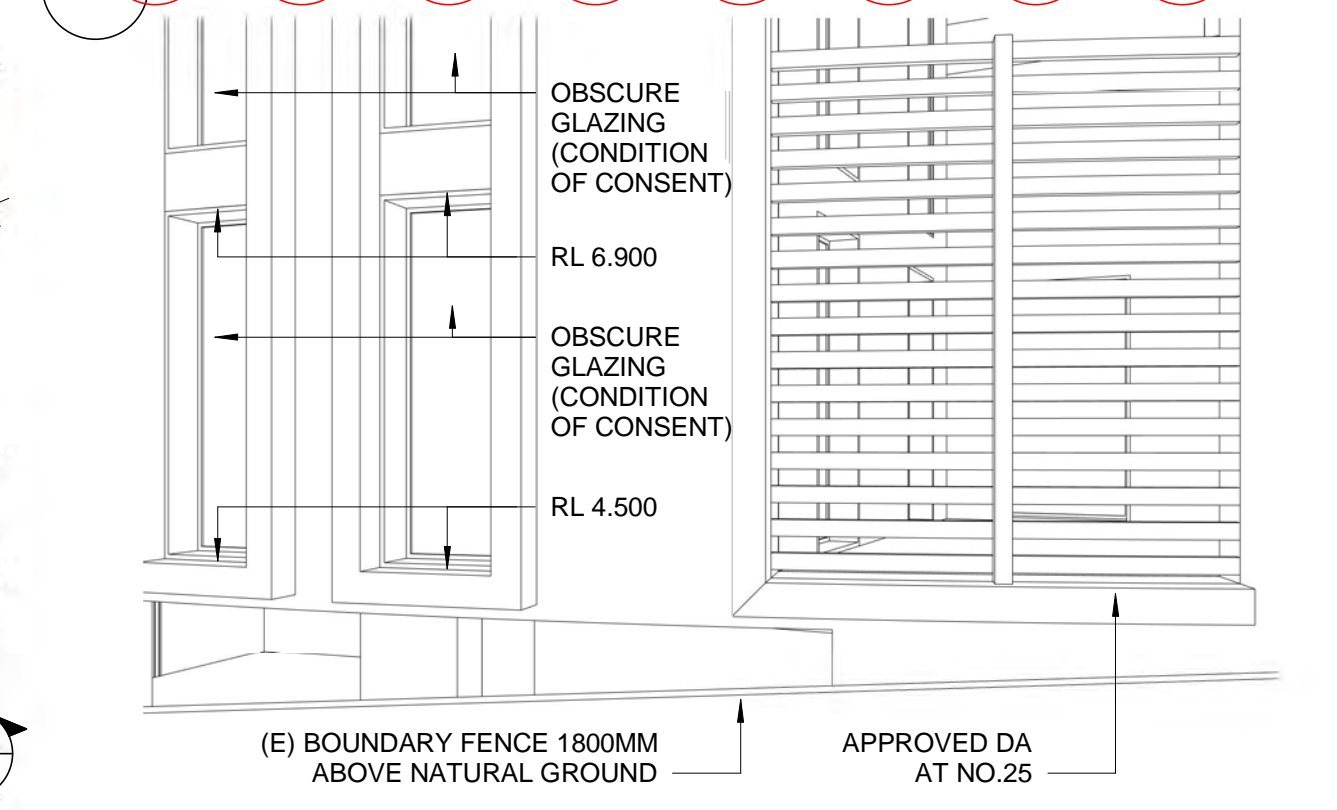 OBSCURE
GLAZING
(CONDITION
OF CONSENT)
RL 6.900
OBSCURE
GLAZING
(CONDITION
OF CONSENT)
RL 4.500
(E) BOUNDARY FENCE 1800MM
ABOVE NATURAL GROUND
APPROVED DA
AT NO.25